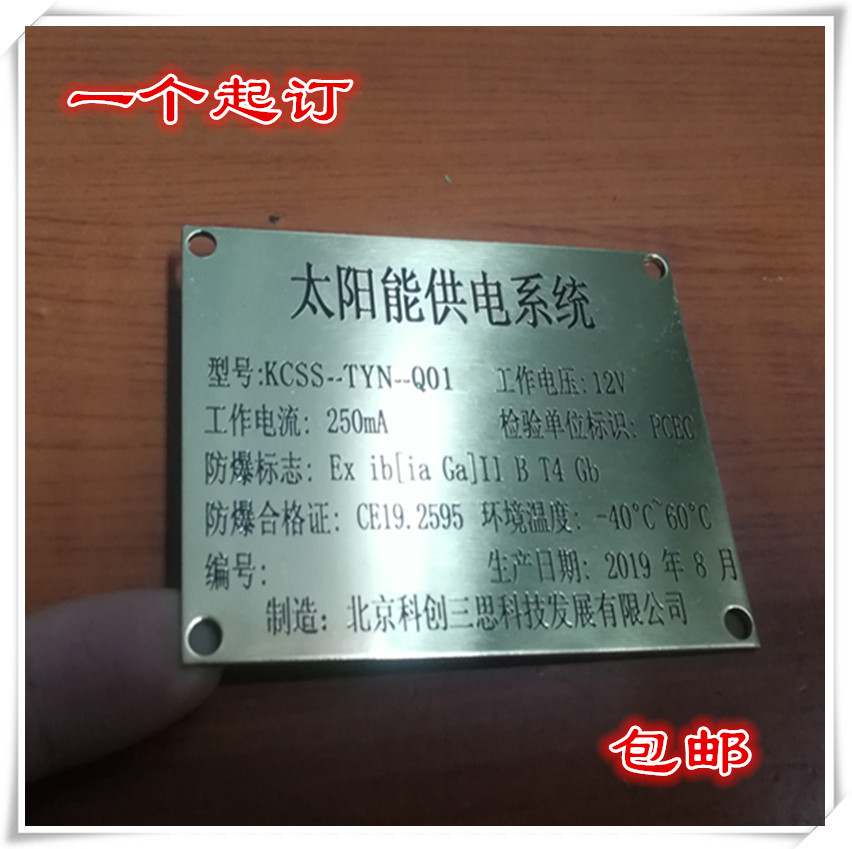 一个起订
太阳能供电系统
型号:KCSS--TYN--Q01 工作电压:12V
工作电流: 250mA 检验单位标识: PCEC
防爆标志: Ex ib[ia Ga]II B T4 Gb
防爆合格证: CE19.2595 环境温度: -40°C~60°C
编号: 生产日期: 2019 年 8 月
制造: 北京科创三思科技发展有限公司
包邮